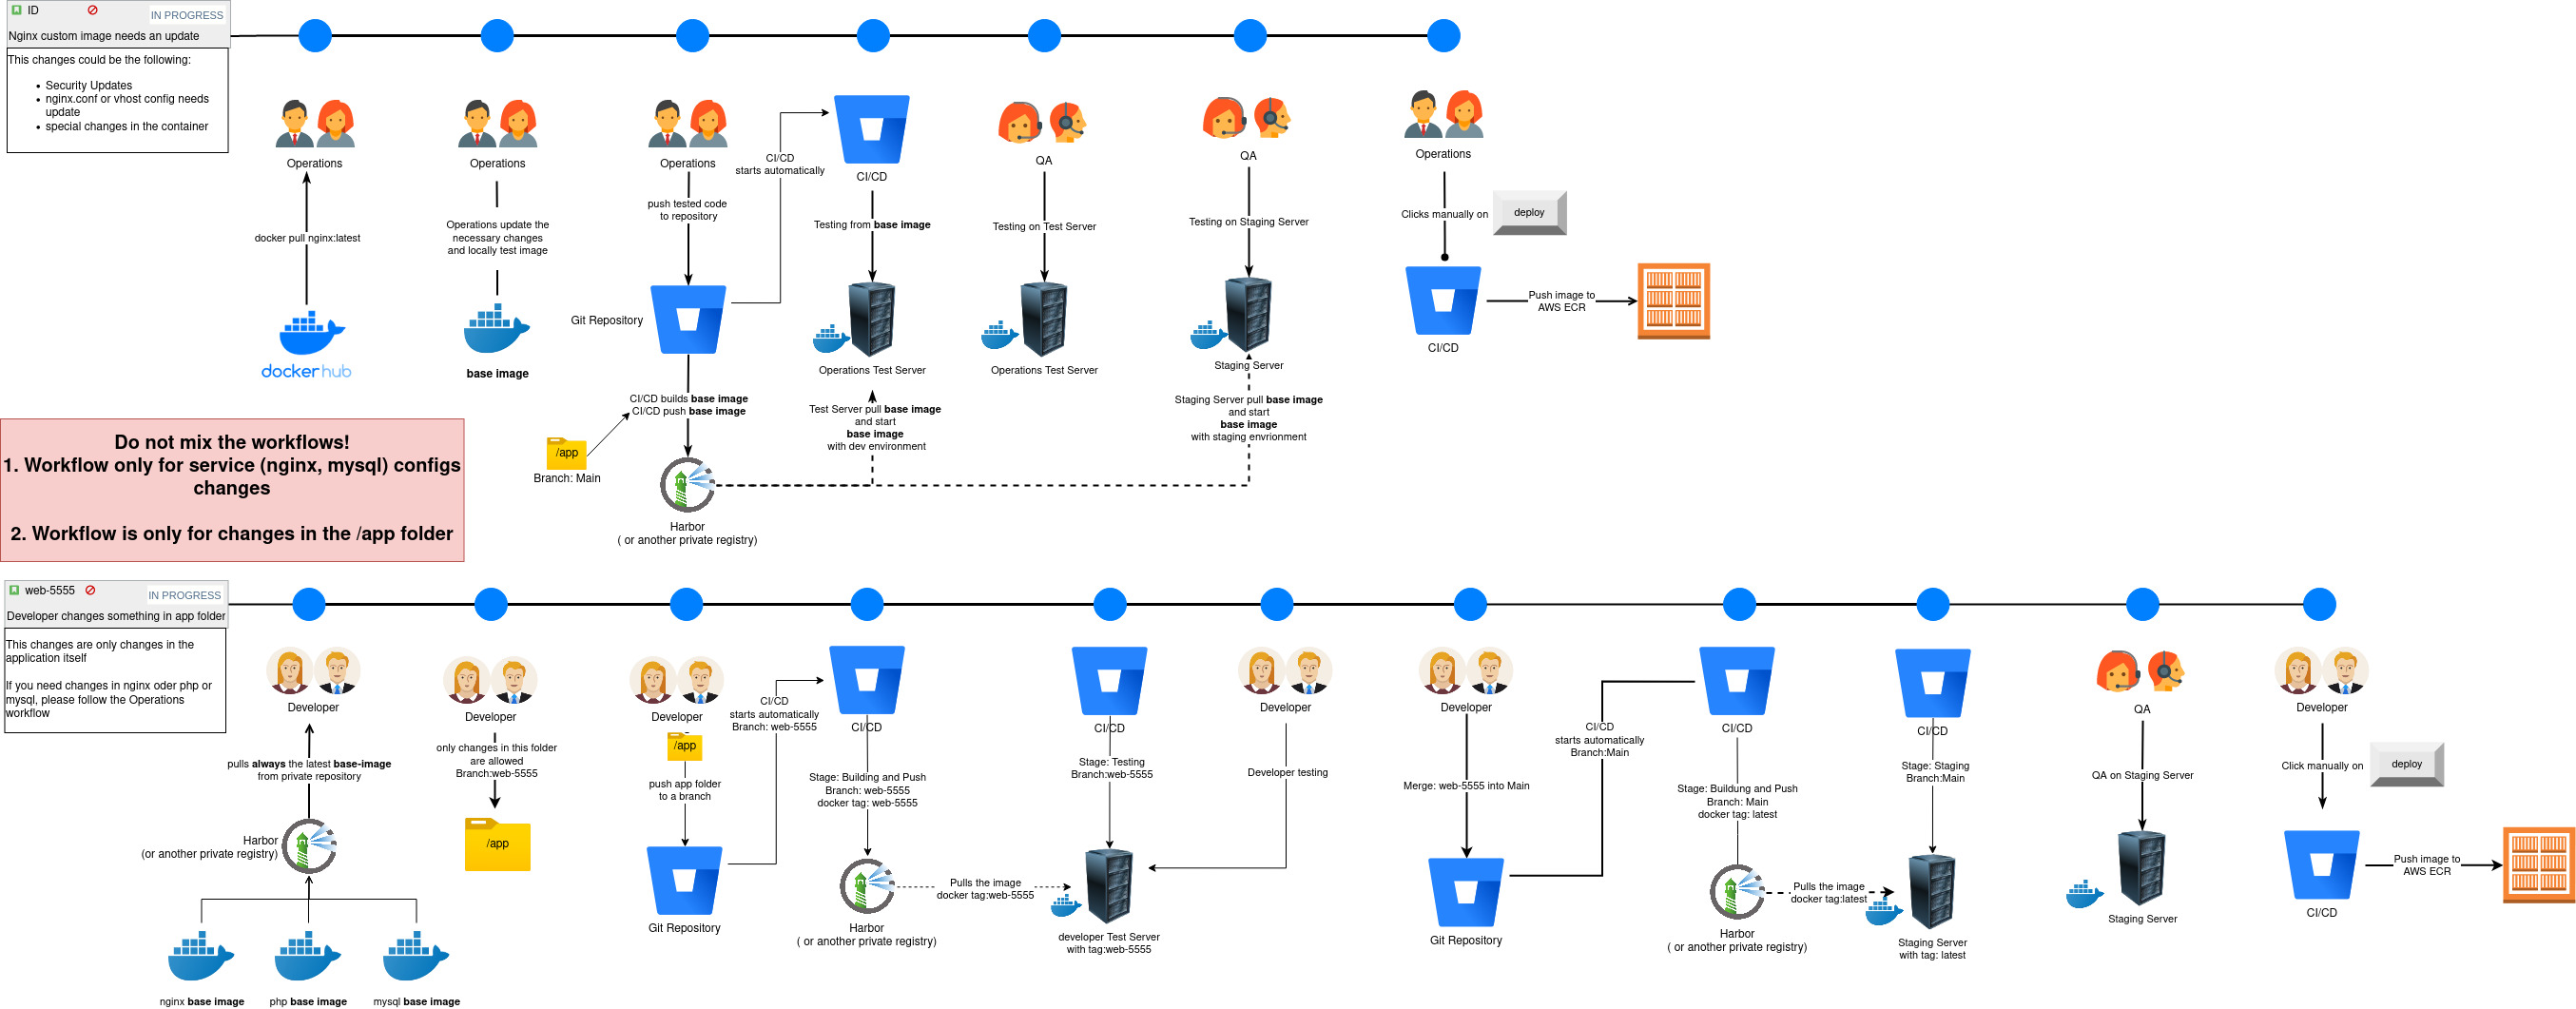 ID
IN PROGRESS
Nginx custom image needs an update
This changes could be the following:
• Security Updates
• nginx.conf or vhost config needs
update
• special changes in the container
Operations
docker pull nginx:latest
dockerhub
Operations
Operations update the
necessary changes
and locally test image
base image
Operations
push tested code
to repository
Git Repository
CI/CD builds base image
CI/CD push base image
/app
Branch: Main
Harbor
( or another private registry)
CI/CD
starts automatically
CI/CD
Testing from base image
Operations Test Server
Test Server pull base image
and start
base image
with dev environment
QA
Testing on Test Server
Operations Test Server
QA
Testing on Staging Server
Staging Server
Staging Server pull base image
and start
base image
with staging envrionment
Operations
Clicks manually on
deploy
CI/CD
Push image to
AWS ECR
Do not mix the workflows!
1. Workflow only for service (nginx, mysql) configs
changes
2. Workflow is only for changes in the /app folder
web-5555
IN PROGRESS
Developer changes something in app folder
This changes are only changes in the
application itself
If you need changes in nginx oder php or
mysql, please follow the Operations
workflow
Developer
pulls always the latest base-image
from private repository
Harbor
(or another private registry)
nginx base image
php base image
mysql base image
Developer
only changes in this folder
are allowed
Branch:web-5555
/app
Developer
/app
push app folder
to a branch
Git Repository
CI/CD
starts automatically
Branch: web-5555
CI/CD
Stage: Building and Push
Branch: web-5555
docker tag: web-5555
Harbor
( or another private registry)
Pulls the image
docker tag:web-5555
CI/CD
Stage: Testing
Branch:web-5555
developer Test Server
with tag:web-5555
Developer
Developer testing
Developer
Merge: web-5555 into Main
Git Repository
CI/CD
starts automatically
Branch:Main
CI/CD
Stage: Buildung and Push
Branch: Main
docker tag: latest
Harbor
( or another private registry)
Pulls the image
docker tag:latest
CI/CD
Stage: Staging
Branch:Main
Staging Server
with tag: latest
QA
QA on Staging Server
Staging Server
Developer
Click manually on
deploy
CI/CD
Push image to
AWS ECR